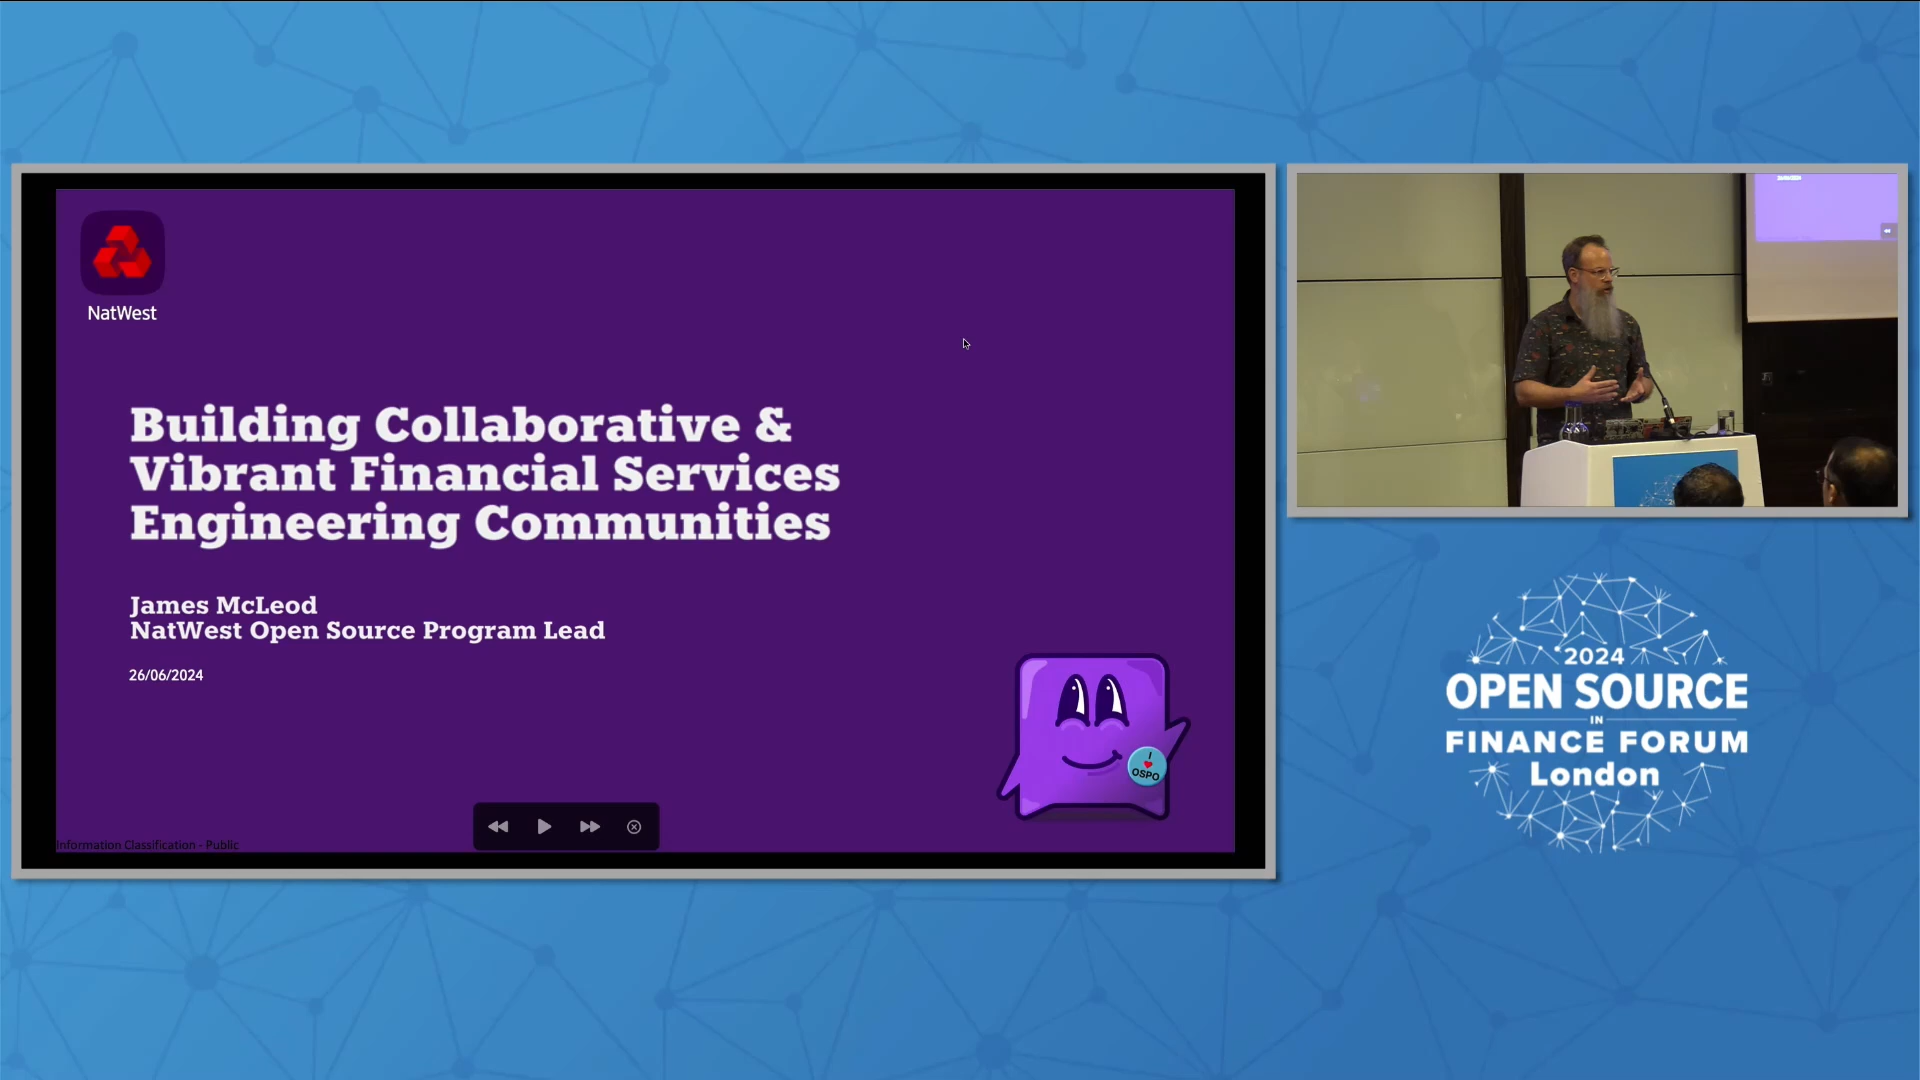 NatWest
Building Collaborative &
Vibrant Financial Services
Engineering Communities
James McLeod
NatWest Open Source Program Lead
26/06/2024
I
OSPO
Information Classification - Public
2024
OPEN SOURCE
IN
FINANCE FORUM
London